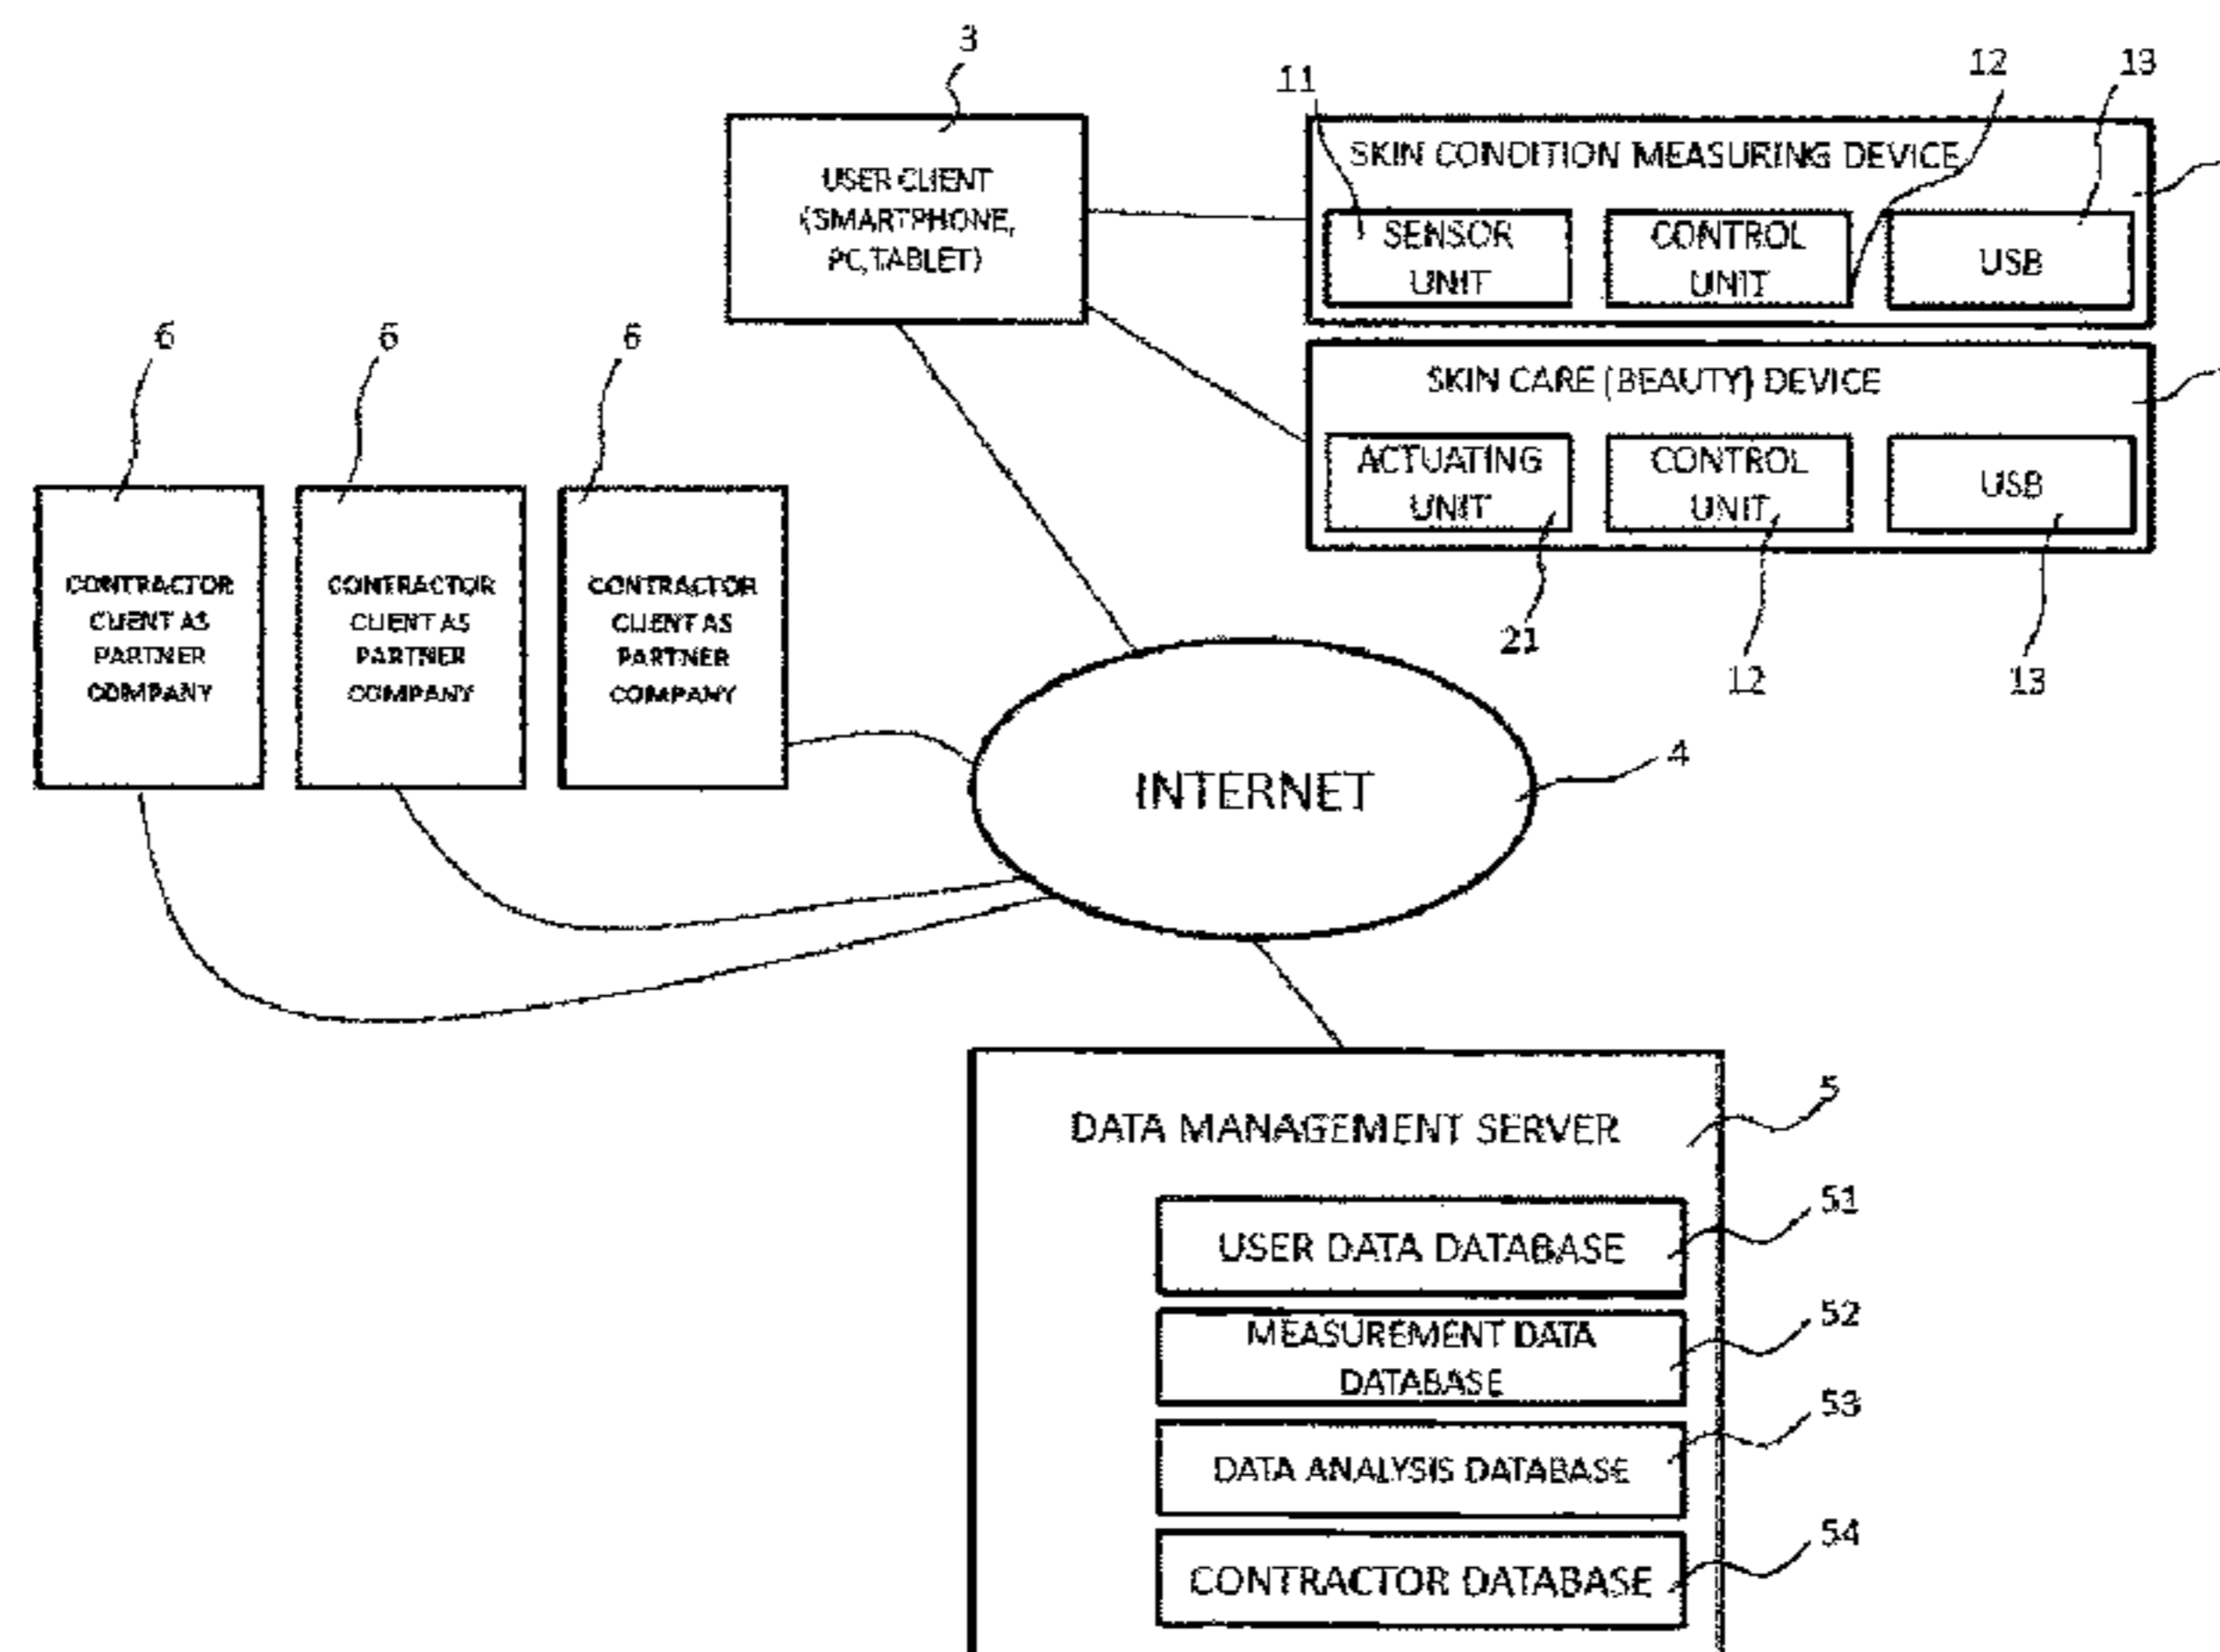 3
11
12
13
USER CLIENT
(SMARTPHONE,
PC,TABLET)
SKIN CONDITION MEASURING DEVICE
SENSOR
UNIT
CONTROL
UNIT
USB
SKIN CARE (BEAUTY) DEVICE
ACTUATING
UNIT
CONTROL
UNIT
USB
21
12
13
6
6
6
CONTRACTOR
CLIENT AS
PARTNER
COMPANY
CONTRACTOR
CLIENT AS
PARTNER
COMPANY
CONTRACTOR
CLIENT AS
PARTNER
COMPANY
INTERNET
4
DATA MANAGEMENT SERVER
5
USER DATA DATABASE
51
MEASUREMENT DATA
DATABASE
52
DATA ANALYSIS DATABASE
53
CONTRACTOR DATABASE
54